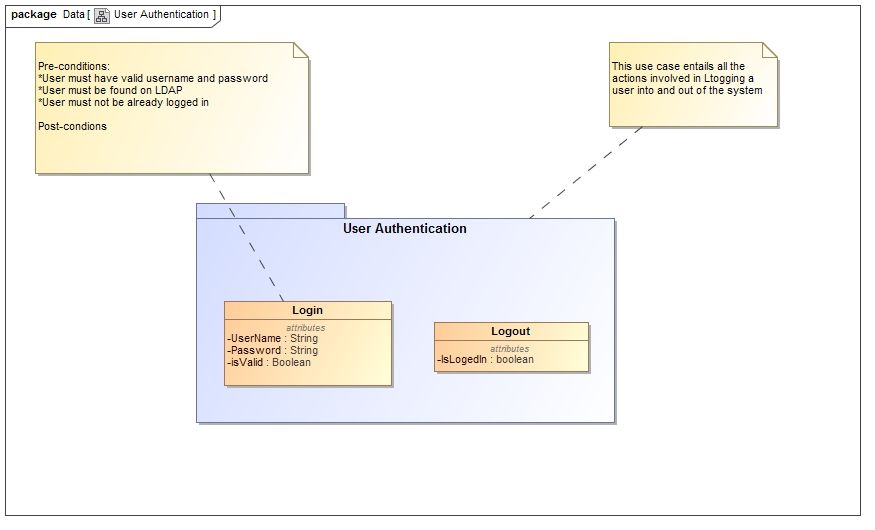 package Data[ User Authentication ]
Pre-conditions:
*User must have valid username and password
*User must be found on LDAP
*User must not be already logged in
Post-condions
This use case entails all the
actions involved in Ltogging a
user into and out of the system
User Authentication
Login
attributes
-UserName : String
-Password : String
-isValid : Boolean
Logout
attributes
-IsLogedIn : boolean